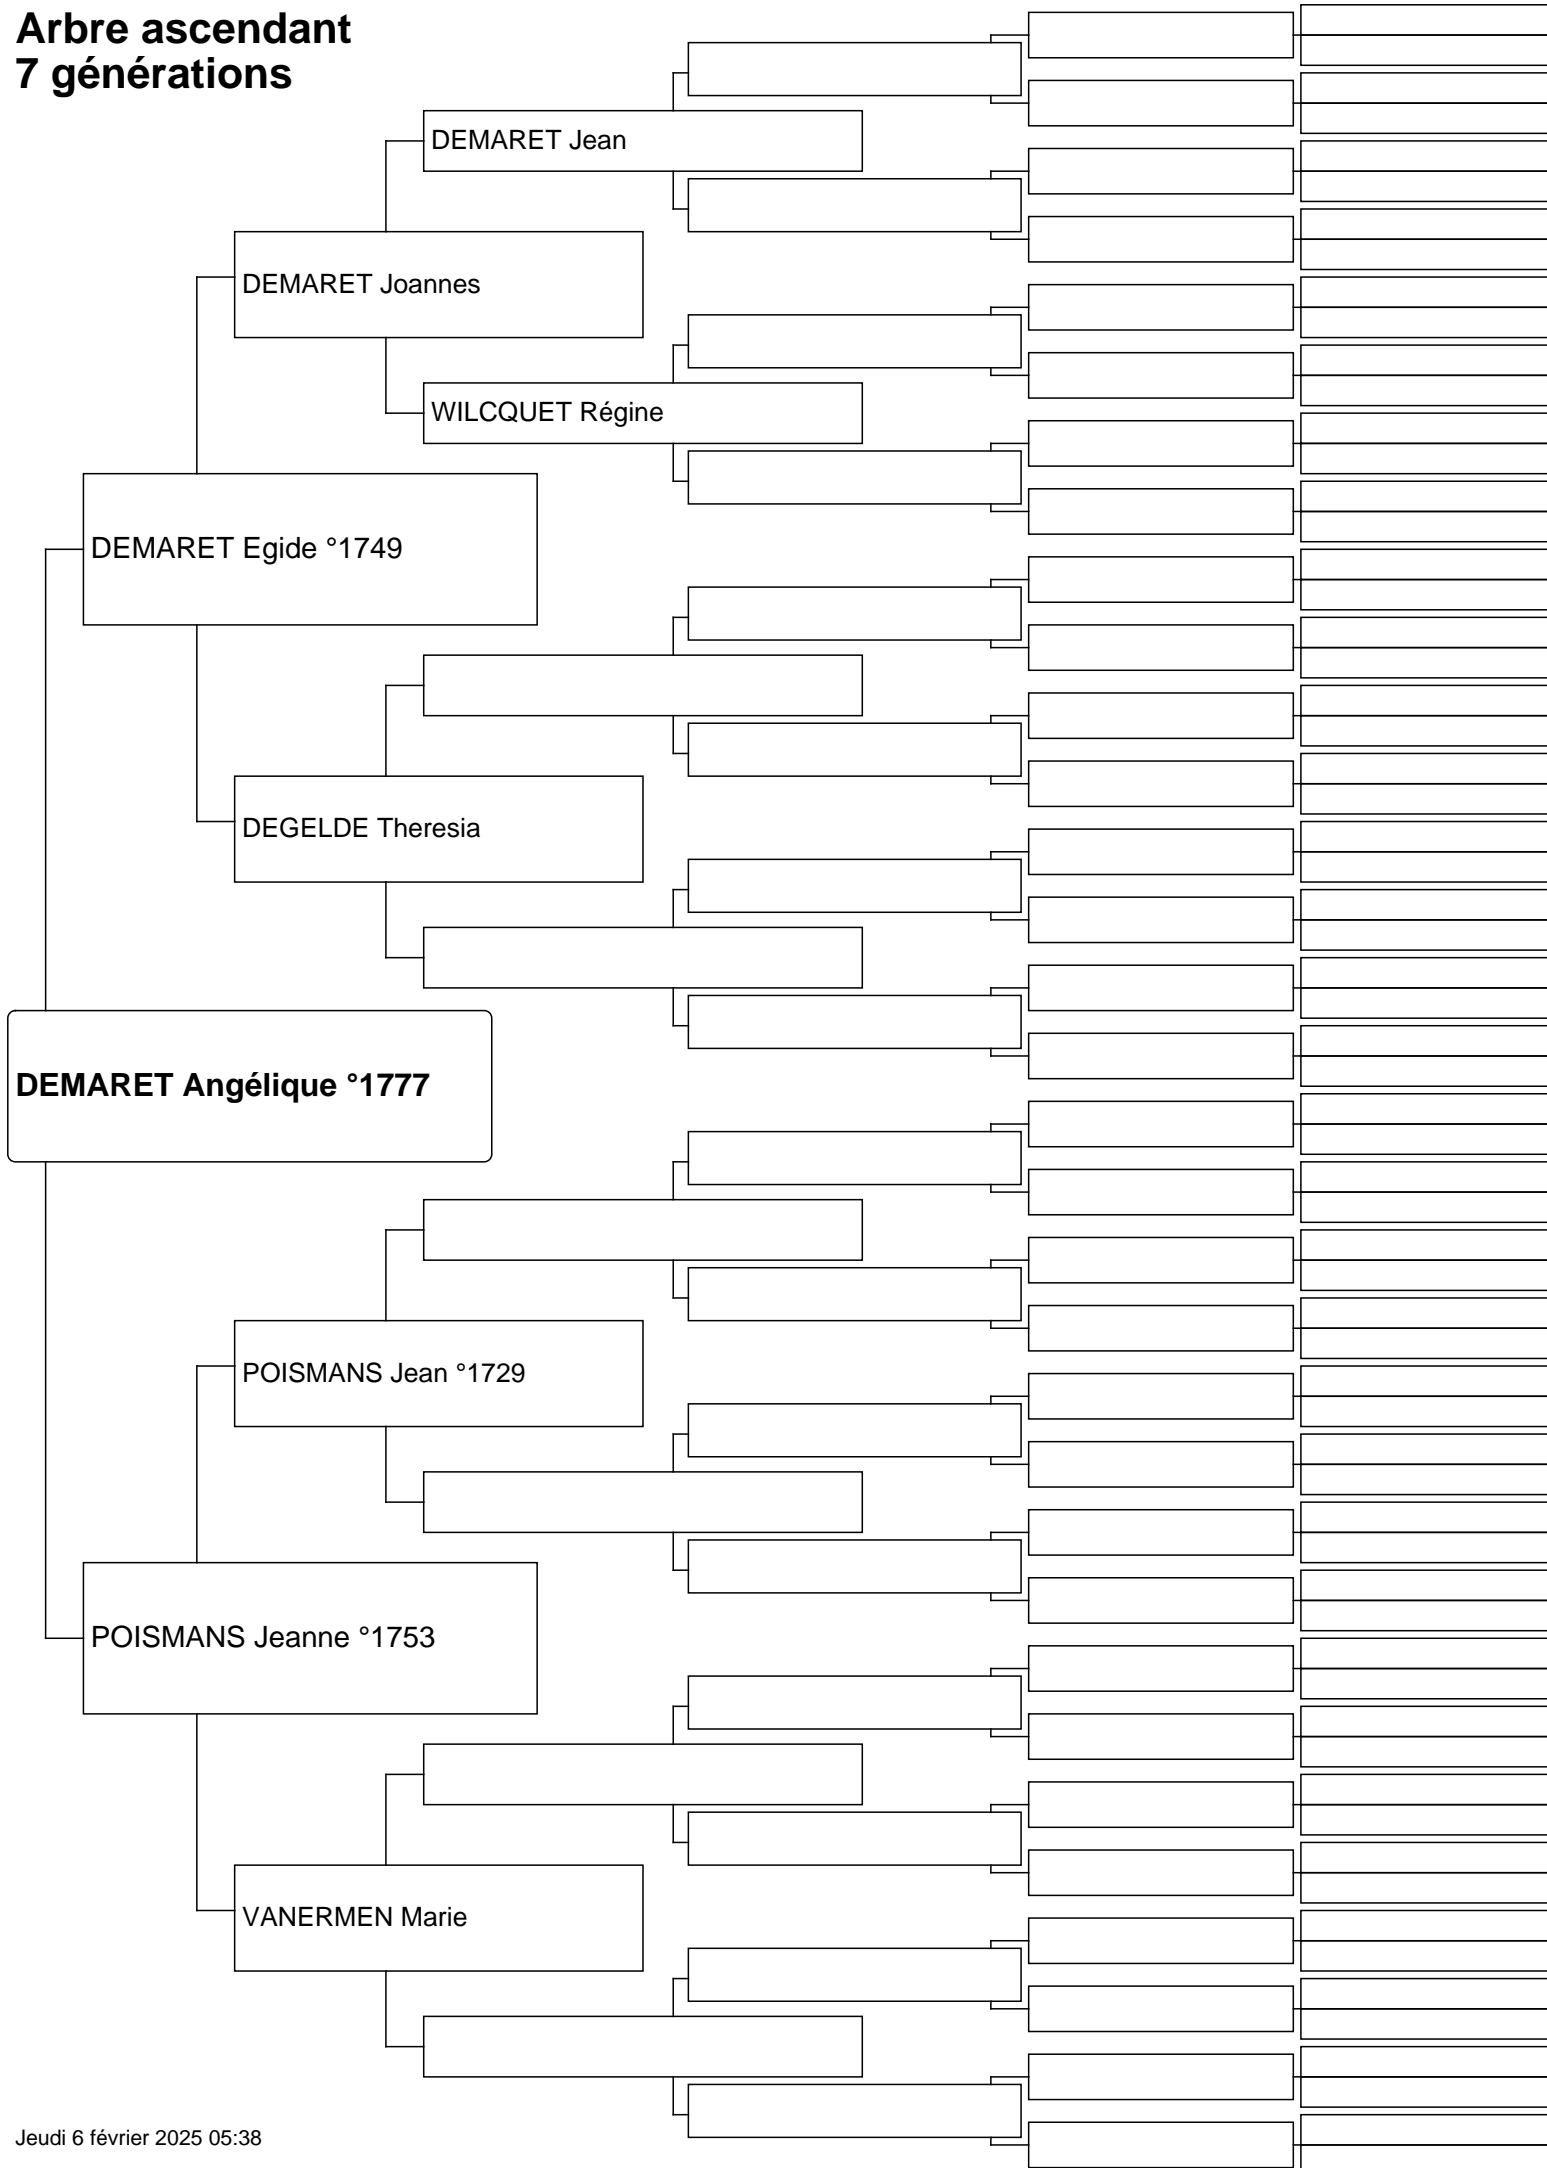 Arbre ascendant
7 générations
DEMARET Jean
DEMARET Joannes
WILCQUET Régine
DEMARET Egide °1749
DEGELDE Theresia
DEMARET Angélique °1777
POISMANS Jean °1729
POISMANS Jeanne °1753
VANERMEN Marie
Jeudi 6 février 2025 05:38